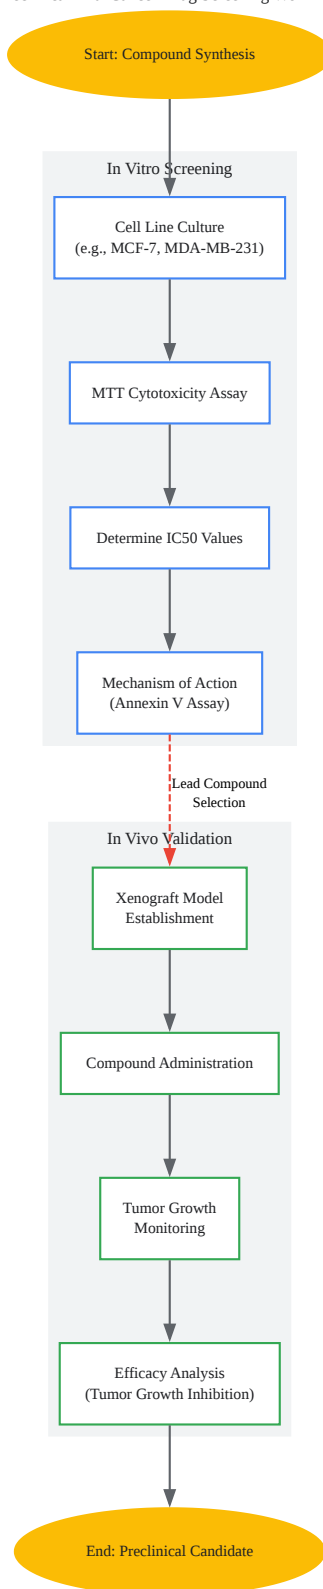 Start: Compound Synthesis
In Vitro Screening
Cell Line Culture
(e.g., MCF-7, MDA-MB-231)
MTT Cytotoxicity Assay
Determine IC50 Values
Mechanism of Action
(Annexin V Assay)
Lead Compound
Selection
In Vivo Validation
Xenograft Model
Establishment
Compound Administration
Tumor Growth
Monitoring
Efficacy Analysis
(Tumor Growth Inhibition)
End: Preclinical Candidate